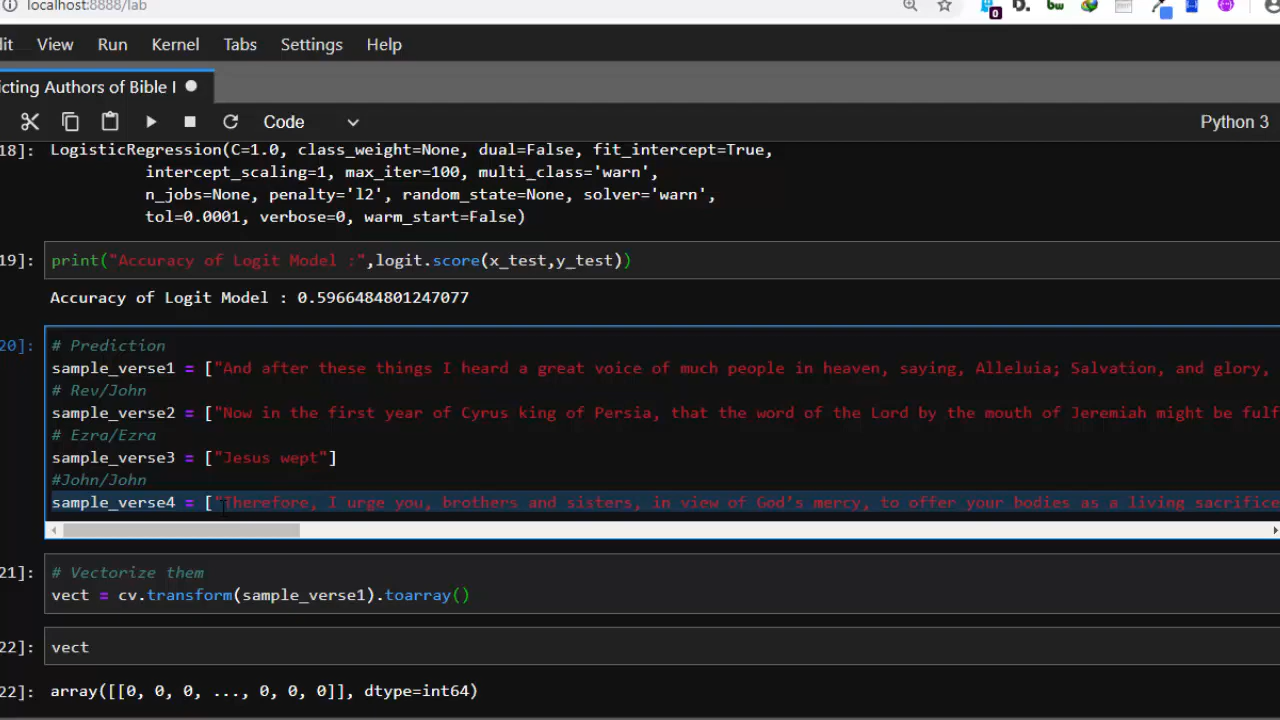 localhost:8888/lab
0
D.
bw
it View Run Kernel Tabs Settings Help
icting Authors of Bible I
Code
Python 3
18]: LogisticRegression(C=1.0, class_weight=None, dual=False, fit_intercept=True,
intercept_scaling=1, max_iter=100, multi_class='warn',
n_jobs=None, penalty='l2', random_state=None, solver='warn',
tol=0.0001, verbose=0, warm_start=False)
19]: print("Accuracy of Logit Model :",logit.score(x_test,y_test))
Accuracy of Logit Model : 0.5966484801247077
20]: # Prediction
sample_verse1 = ["And after these things I heard a great voice of much people in heaven, saying, Alleluia; Salvation, and glory,
# Rev/John
sample_verse2 = ["Now in the first year of Cyrus king of Persia, that the word of the Lord by the mouth of Jeremiah might be fulf
# Ezra/Ezra
sample_verse3 = ["Jesus wept"]
#John/John
sample_verse4 = ["Therefore, I urge you, brothers and sisters, in view of God’s mercy, to offer your bodies as a living sacrifice
21]: # Vectorize them
vect = cv.transform(sample_verse1).toarray()
22]: vect
22]: array([[0, 0, 0, ..., 0, 0, 0]], dtype=int64)